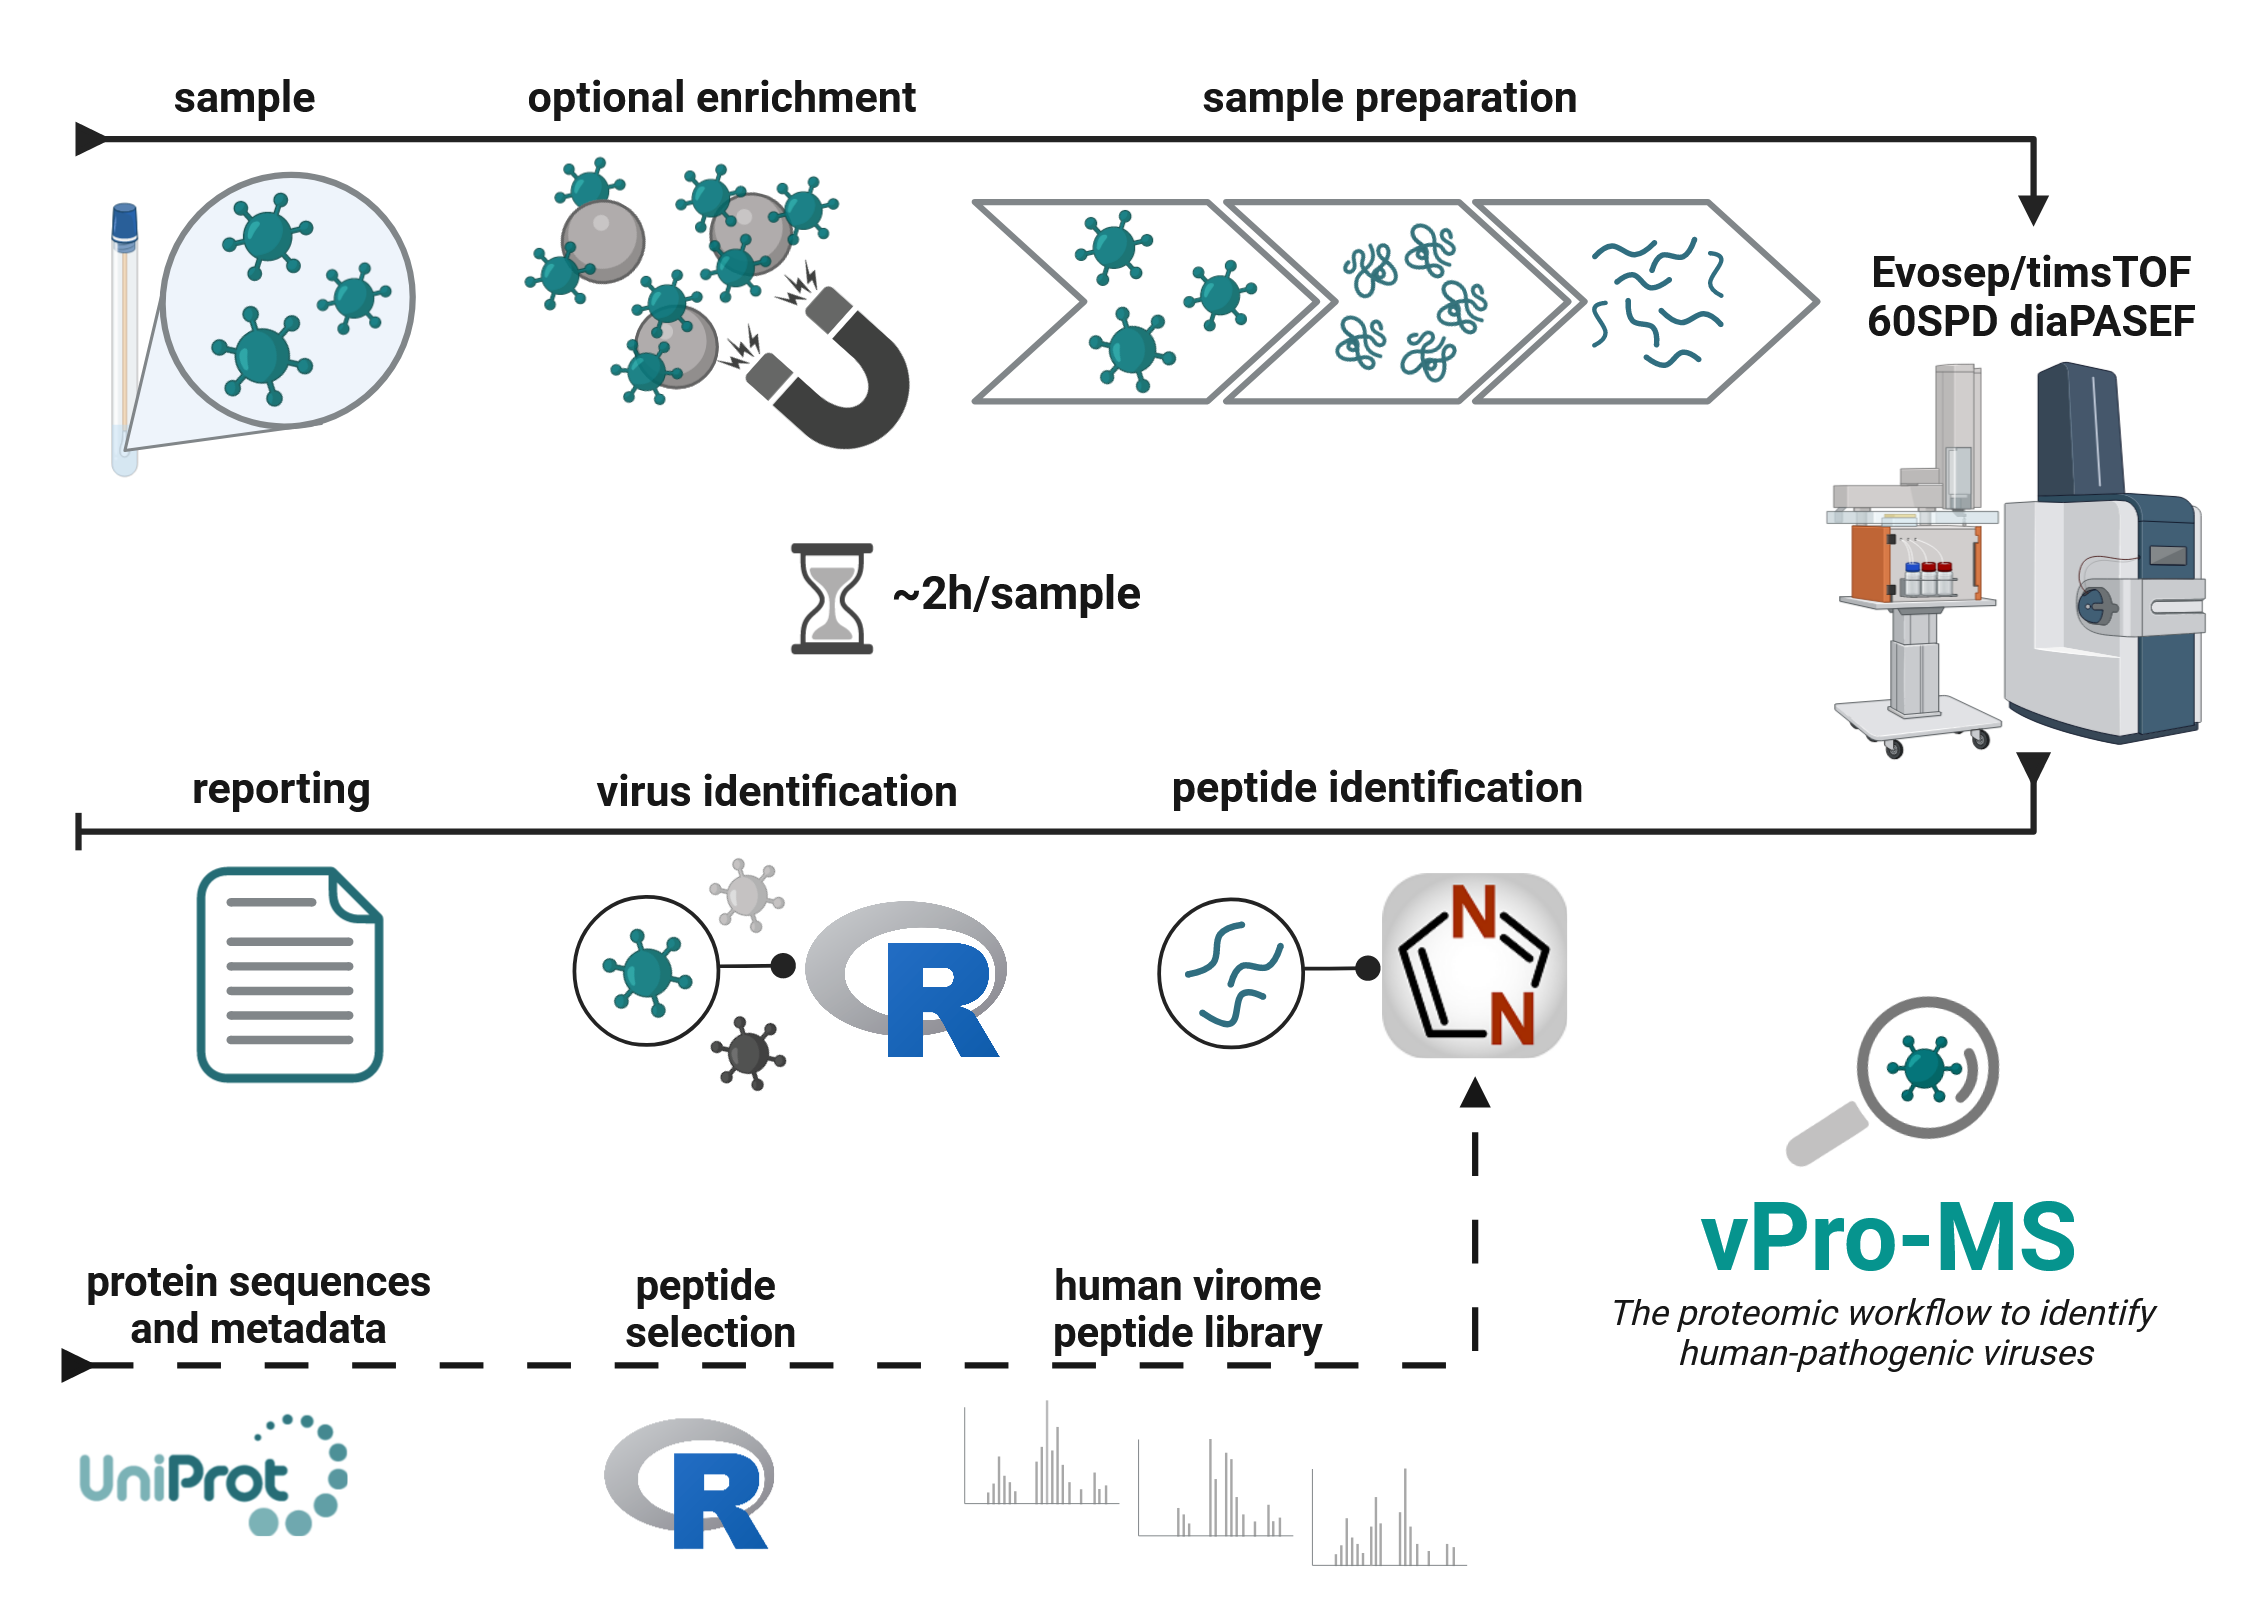 sample
optional enrichment
sample preparation
Evosep/timsTOF
60SPD diaPASEF
~2h/sample
reporting
virus identification
peptide identification
R
N
N
vPro-MS
The proteomic workflow to identify
human-pathogenic viruses
protein sequences
and metadata
peptide
selection
human virome
peptide library
UniProt
R